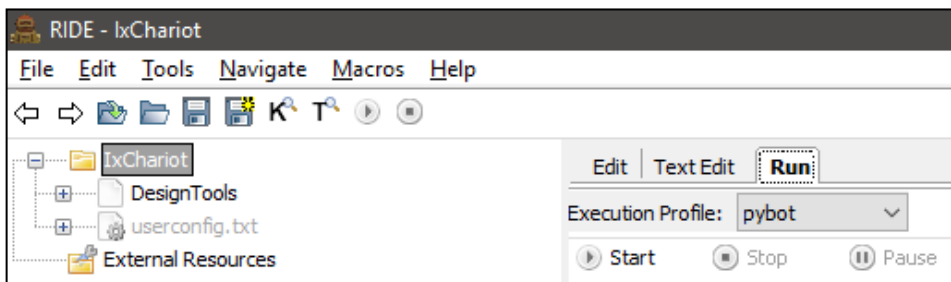 RIDE - IxChariot
File Edit Tools Navigate Macros Help
K T
IxChariot
DesignTools
userconfig.txt
External Resources
Edit Text Edit Run
Execution Profile: pybot
Start Stop Pause